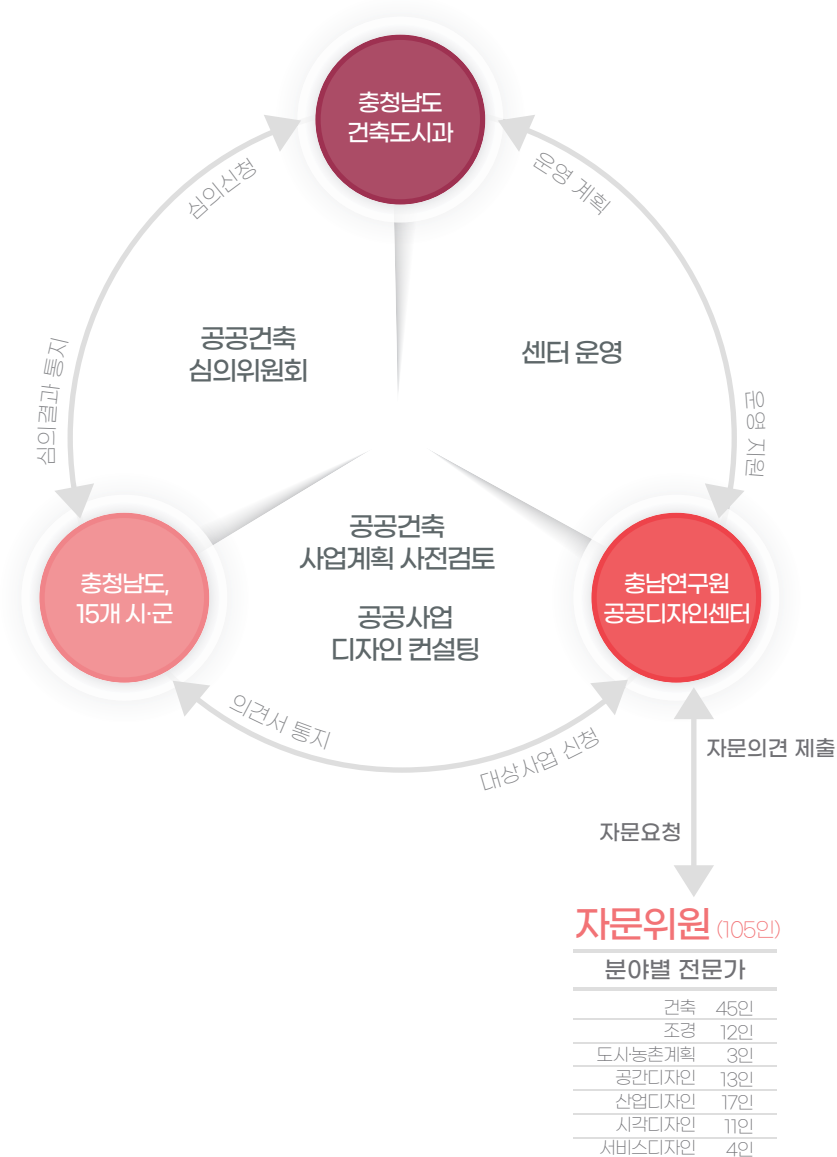 충청남도
건축도시과
심의신청
운영 계획
공공건축
심의위원회
센터 운영
심의결과 통지
운영 지원
공공건축
사업계획 사전검토
공공사업
디자인 컨설팅
충청남도,
15개 시·군
충남연구원
공공디자인센터
의견서 통지
대상사업 신청
자문의견 제출
자문요청
자문위원 (105인)
분야별 전문가
건축 45인
조경 12인
도시·농촌계획 3인
공간디자인 13인
산업디자인 17인
시각디자인 11인
서비스디자인 4인